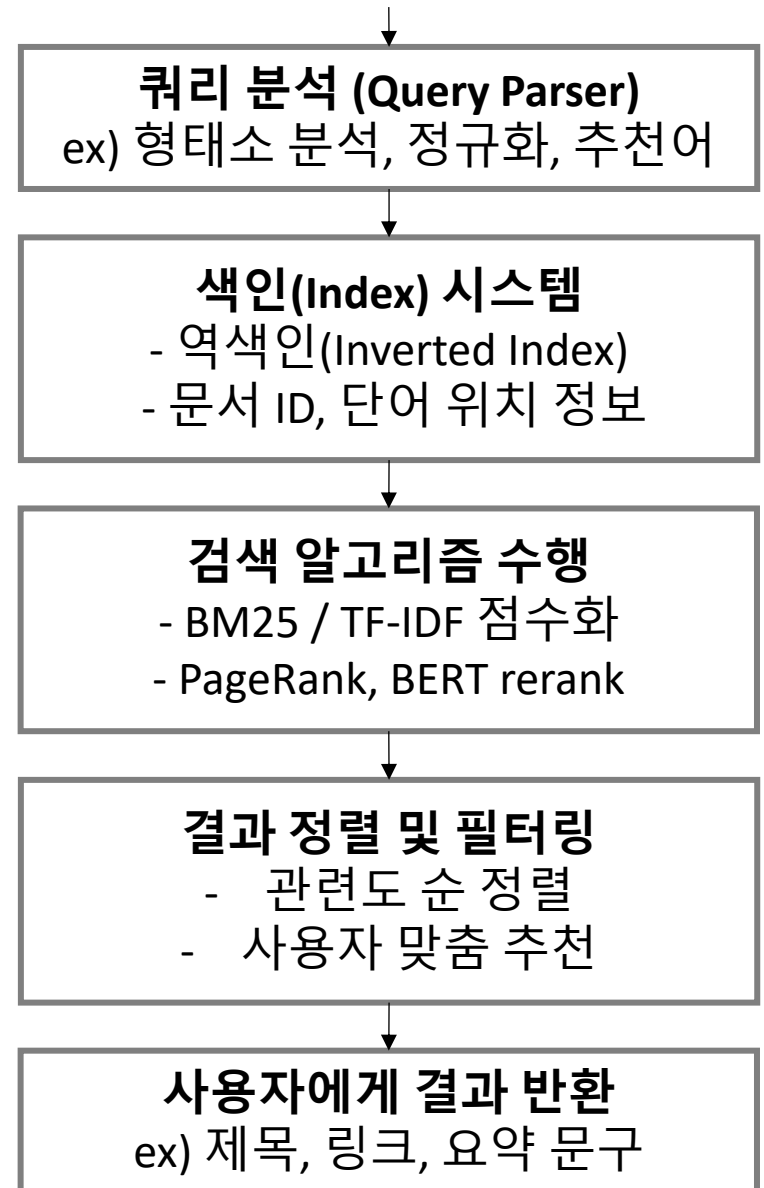 쿼리 분석 (Query Parser)
ex) 형태소 분석, 정규화, 추천어
색인(Index) 시스템
- 역색인(Inverted Index)
- 문서 ID, 단어 위치 정보
검색 알고리즘 수행
- BM25 / TF-IDF 점수화
- PageRank, BERT rerank
결과 정렬 및 필터링
- 관련도 순 정렬
- 사용자 맞춤 추천
사용자에게 결과 반환
ex) 제목, 링크, 요약 문구